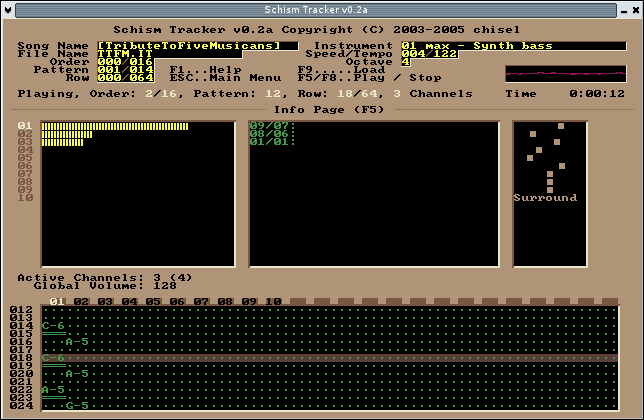 Schism Tracker v0.2a
Schism Tracker v0.2a Copyright (C) 2003-2005 chisel
Song Name [TributeToFiveMusicans] Instrument 01 max - Synth bass
File Name TTFM.IT Speed/Tempo 004/122
Order 000/016 Octave 4
Pattern 001/014 F1...Help F9.....Load
Row 000/064 ESC..Main Menu F5/F8..Play / Stop
Playing, Order: 2/16, Pattern: 12, Row: 18/64, 3 Channels Time 0:00:12
Info Page (F5)
01 09/07:
02 08/06:
03 01/01:
04
05
06
07
08
09
10 Surround
Active Channels: 3 (4)
Global Volume: 128
01 02 03 04 05 06 07 08 09 10
012
013
014 C-6
015
016 A-5
017
018 C-6
019
020 A-5
021
022 A-5
023
024 G-5